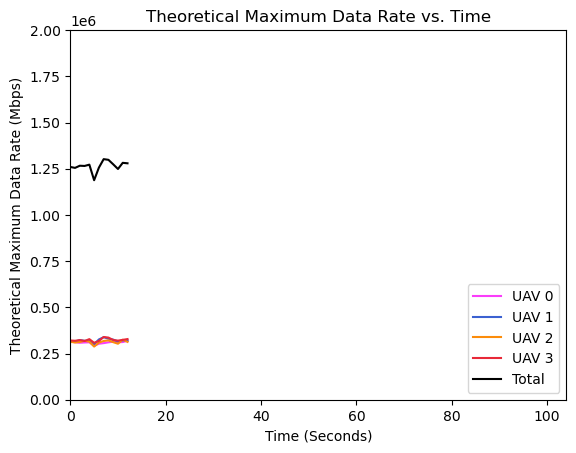 Theoretical Maximum Data Rate vs. Time
1e6
2.00
1.75
1.50
1.25
1.00
0.75
0.50
0.25
0.00
Theoretical Maximum Data Rate (Mbps)
0 20 40 60 80 100
Time (Seconds)
UAV 0
UAV 1
UAV 2
UAV 3
Total